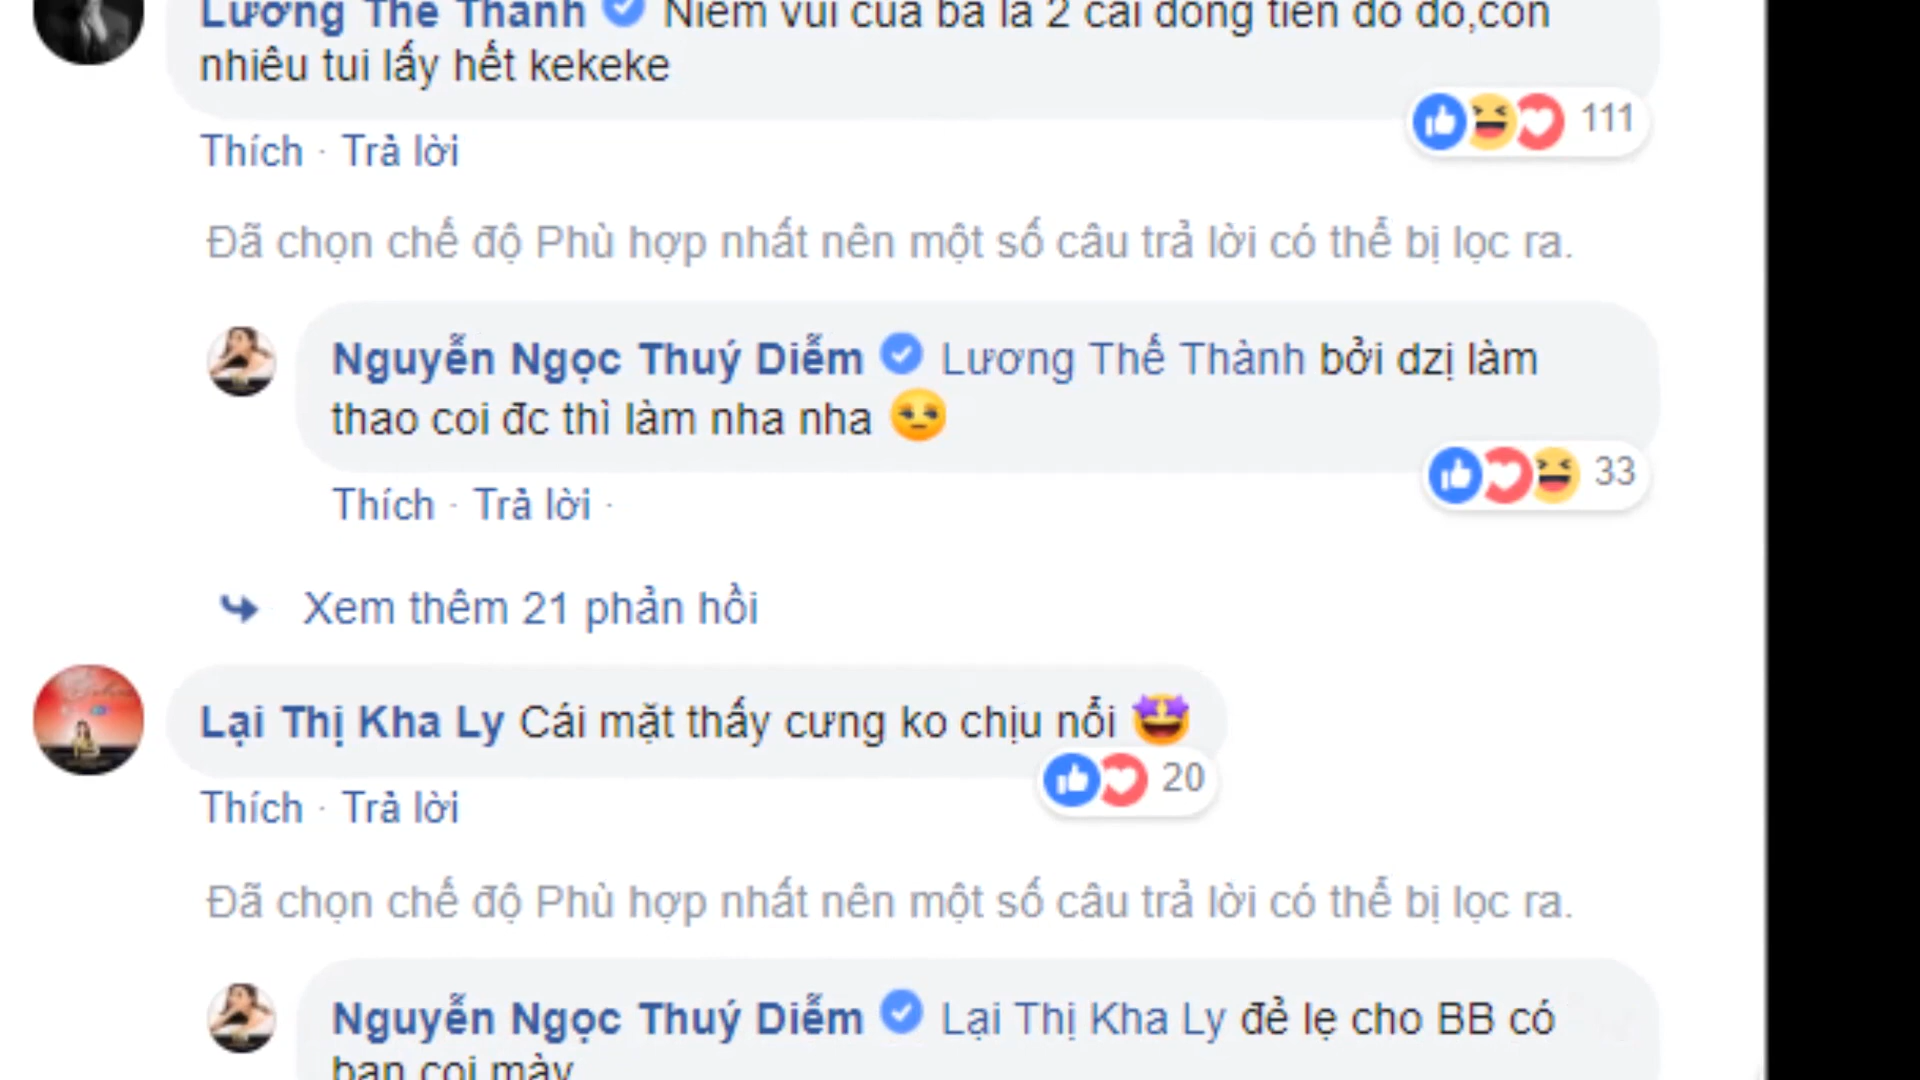 Lương Thế Thành Niềm vui của bà là 2 cái đồng tiền đó đó,còn
nhiêu tui lấy hết kekeke
111
Thích · Trả lời
Đã chọn chế độ Phù hợp nhất nên một số câu trả lời có thể bị lọc ra.
Nguyễn Ngọc Thuý Diễm Lương Thế Thành bởi dzị làm
thao coi đc thì làm nha nha
33
Thích · Trả lời ·
Xem thêm 21 phản hồi
Lại Thị Kha Ly Cái mặt thấy cưng ko chịu nổi
20
Thích · Trả lời
Đã chọn chế độ Phù hợp nhất nên một số câu trả lời có thể bị lọc ra.
Nguyễn Ngọc Thuý Diễm Lại Thị Kha Ly đẻ lẹ cho BB có
bạn coi mày